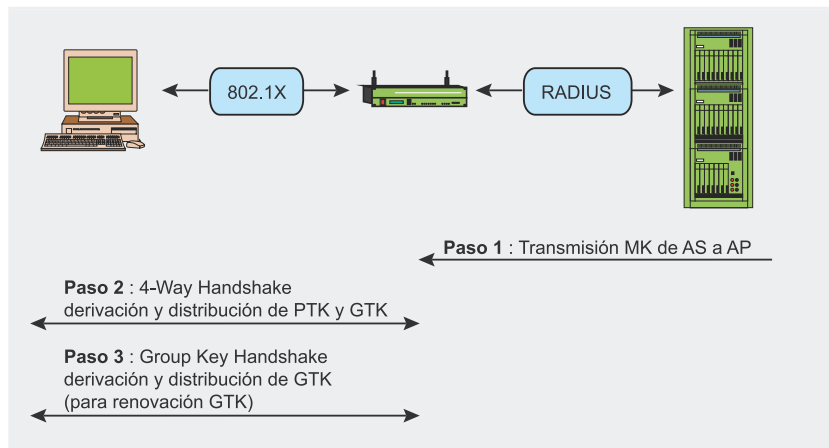 802.1X
RADIUS
Paso 1 : Transmisión MK de AS a AP
Paso 2 : 4-Way Handshake
derivación y distribución de PTK y GTK
Paso 3 : Group Key Handshake
derivación y distribución de GTK
(para renovación GTK)